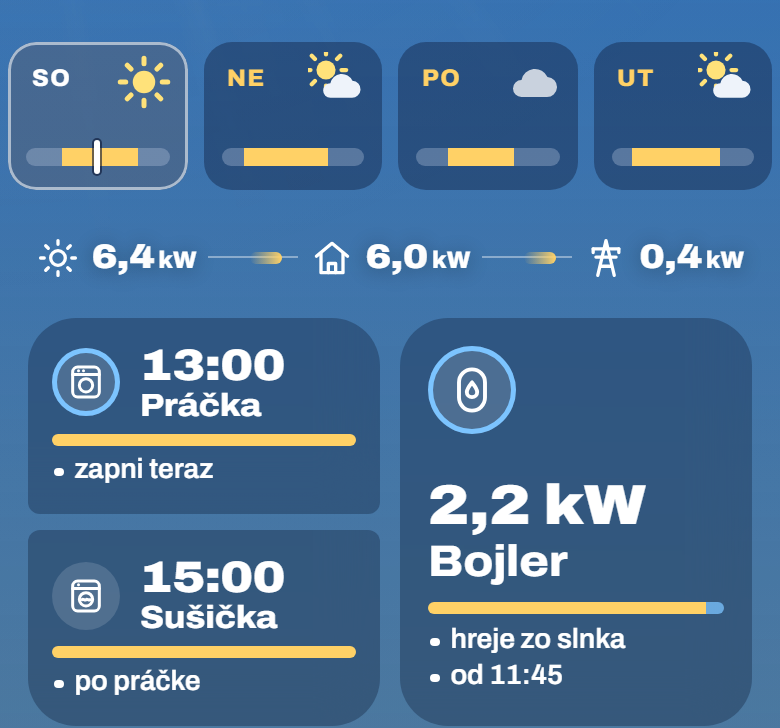 SO
NE
PO
UT
6,4 kW
6,0 kW
0,4 kW
13:00
Práčka
zapni teraz
15:00
Sušička
po práčke
2,2 kW
Bojler
hreje zo slnka
od 11:45